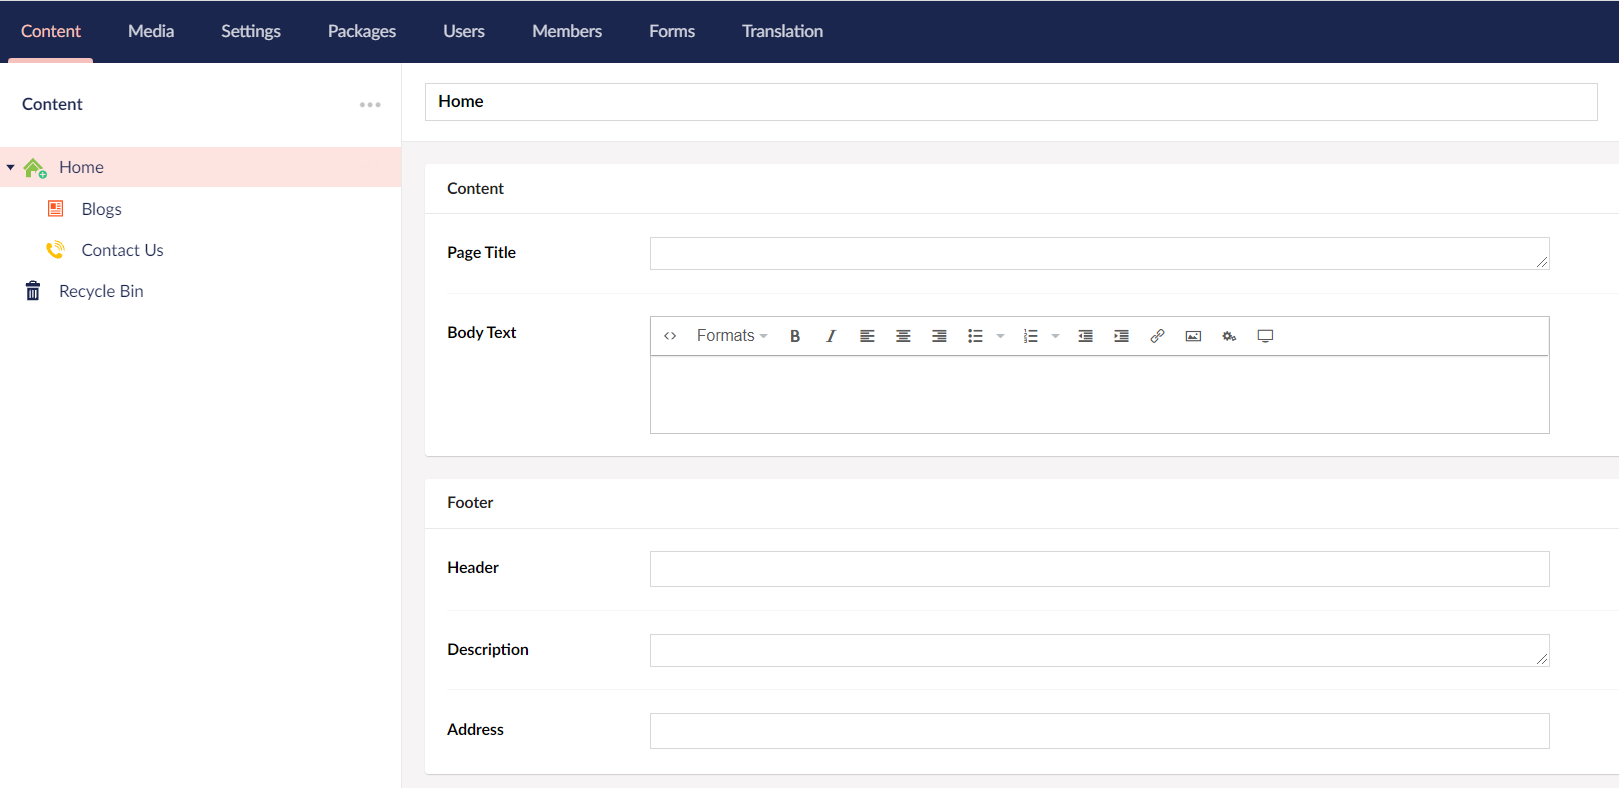 Content Media Settings Packages Users Members Forms Translation
Content
Home
Blogs
Contact Us
Recycle Bin
Home
Content
Page Title
Body Text
Formats B I
Footer
Header
Description
Address